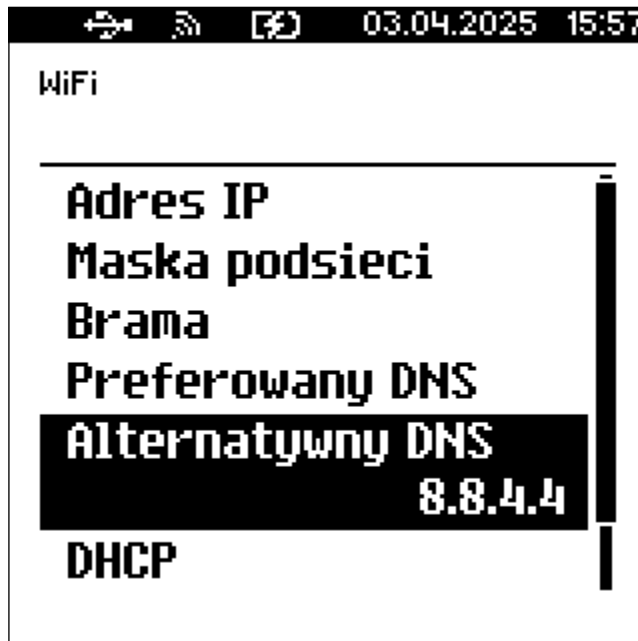 03.04.2025 15:57
WiFi
Adres IP
Maska podsieci
Brama
Preferowany DNS
Alternatywny DNS
8.8.4.4
DHCP